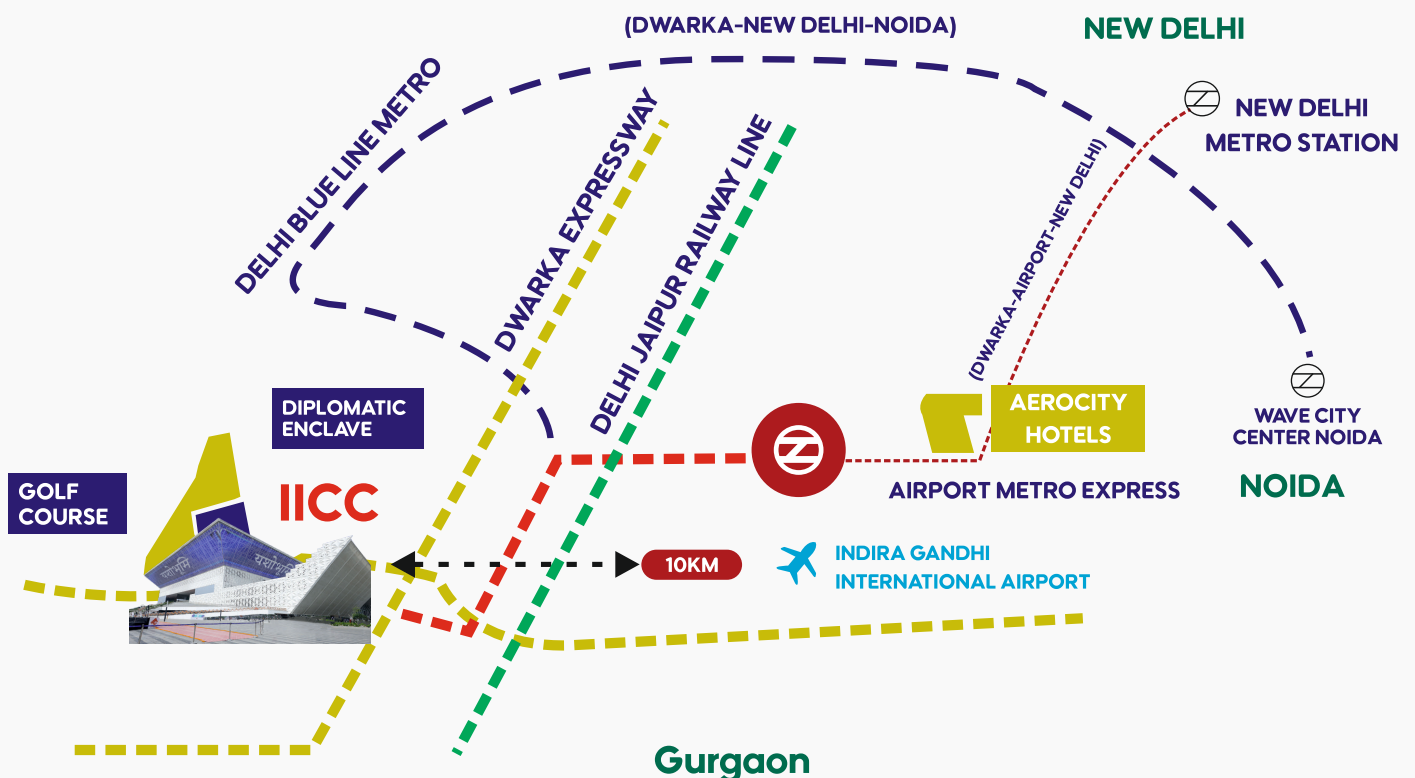 (DWARKA-NEW DELHI-NOIDA)
NEW DELHI
DELHI BLUE LINE METRO
DWARKA EXPRESSWAY
DELHI JAIPUR RAILWAY LINE
NEW DELHI
METRO STATION
(DWARKA-AIRPORT-NEW DELHI)
DIPLOMATIC
ENCLAVE
AEROCITY
HOTELS
WAVE CITY
CENTER NOIDA
GOLF
COURSE
IICC
AIRPORT METRO EXPRESS
NOIDA
यशोभूमि
यशोभूमि
10KM
INDIRA GANDHI
INTERNATIONAL AIRPORT
Gurgaon